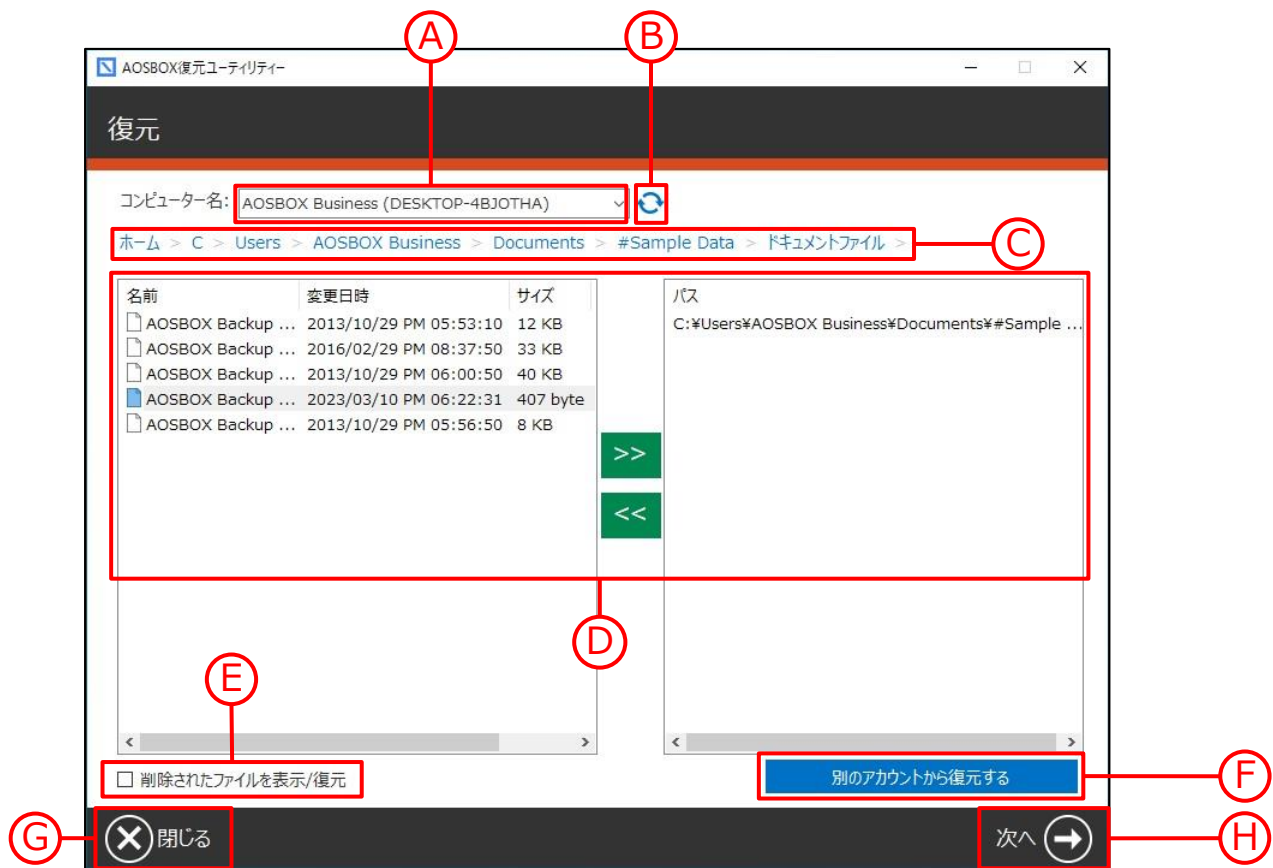 A B
AOSBOX復元ユーティリティー
復元
コンピューター名: AOSBOX Business (DESKTOP-4BJOTHA)
ホーム > C > Users > AOSBOX Business > Documents > #Sample Data > ドキュメントファイル >
C
名前 変更日時 サイズ パス
AOSBOX Backup ... 2013/10/29 PM 05:53:10 12 KB C:¥Users¥AOSBOX Business¥Documents¥#Sample ...
AOSBOX Backup ... 2016/02/29 PM 08:37:50 33 KB
AOSBOX Backup ... 2013/10/29 PM 06:00:50 40 KB
AOSBOX Backup ... 2023/03/10 PM 06:22:31 407 byte
AOSBOX Backup ... 2013/10/29 PM 05:56:50 8 KB
>>
<<
D
E
削除されたファイルを表示/復元 別のアカウントから復元する F
G 閉じる 次へ H